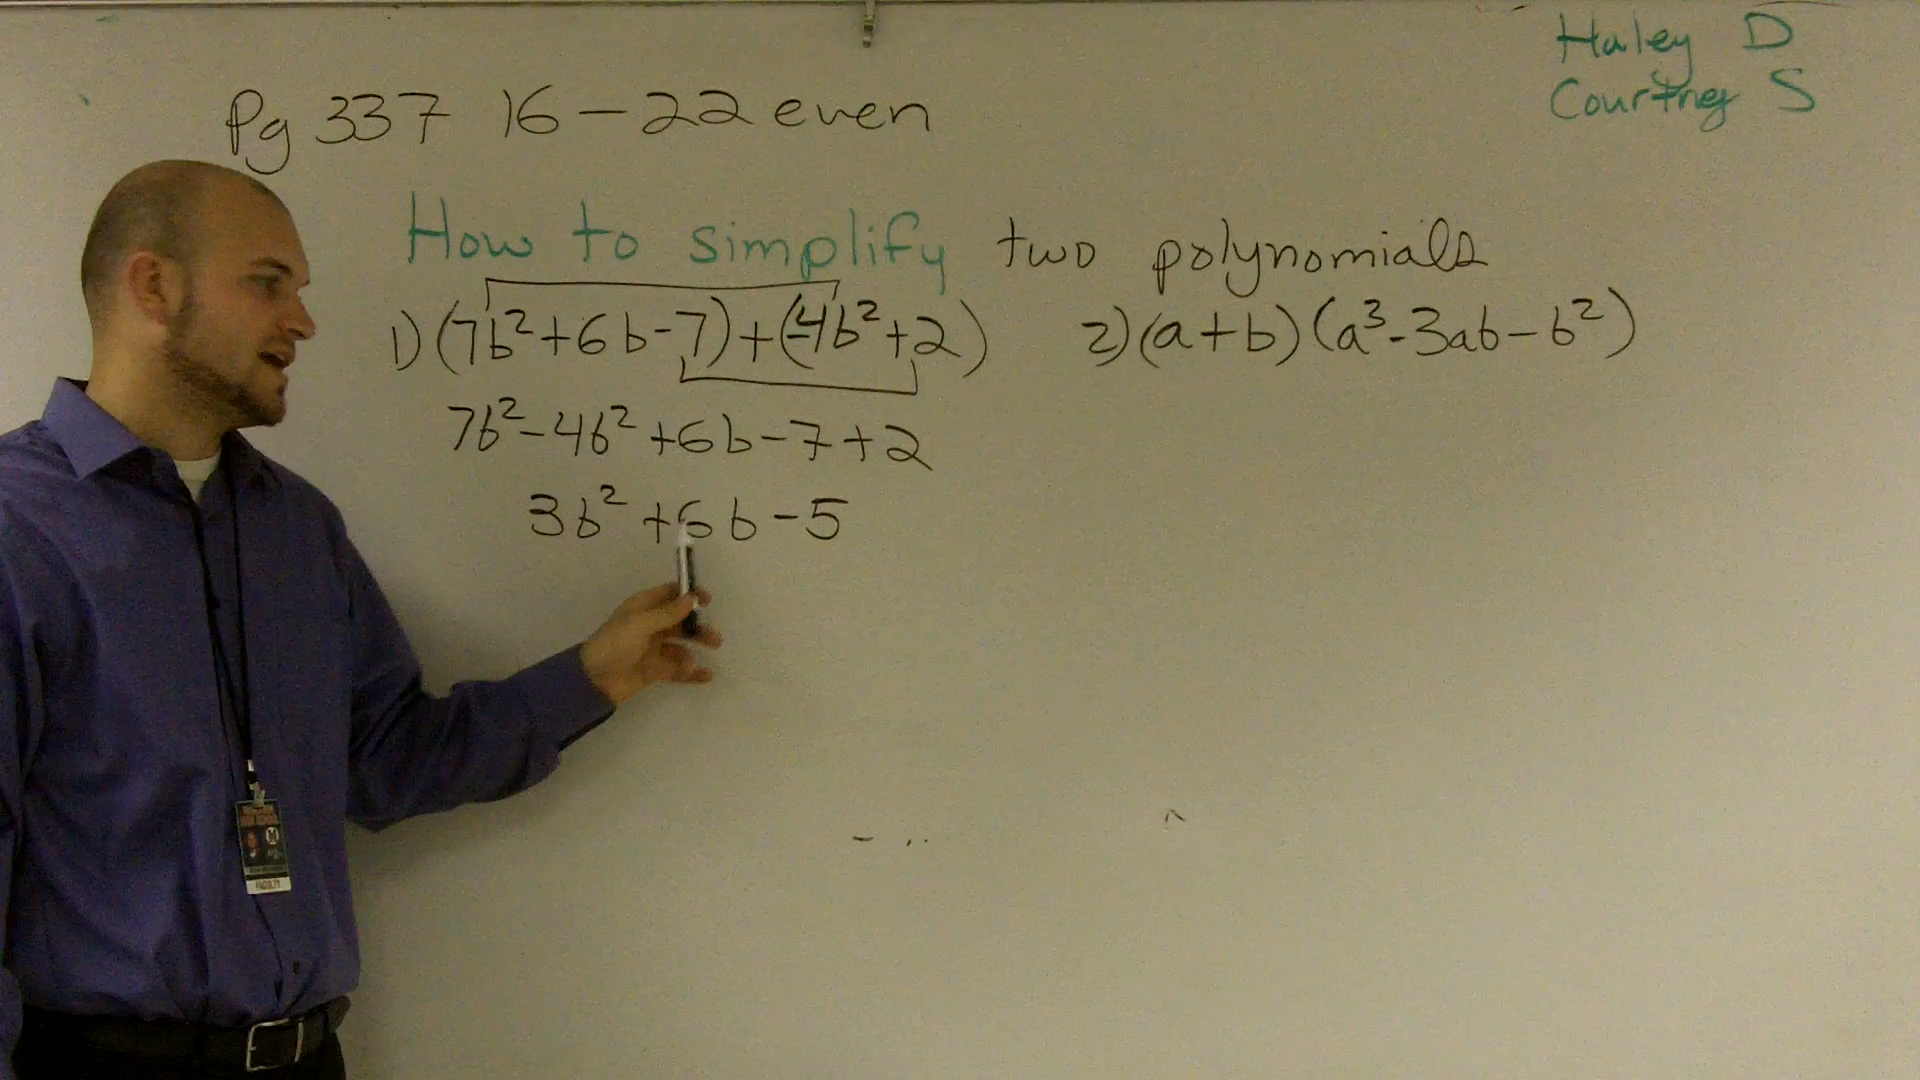 Haley D
Courtney S
Pg 337 16-22 even
How to simplify two polynomials
1) (7b²+6b-7)+(-4b²+2)
2) (a+b)(a³-3ab-b²)
7b²-4b²+6b-7+2
3b²+6b-5
FACULTY